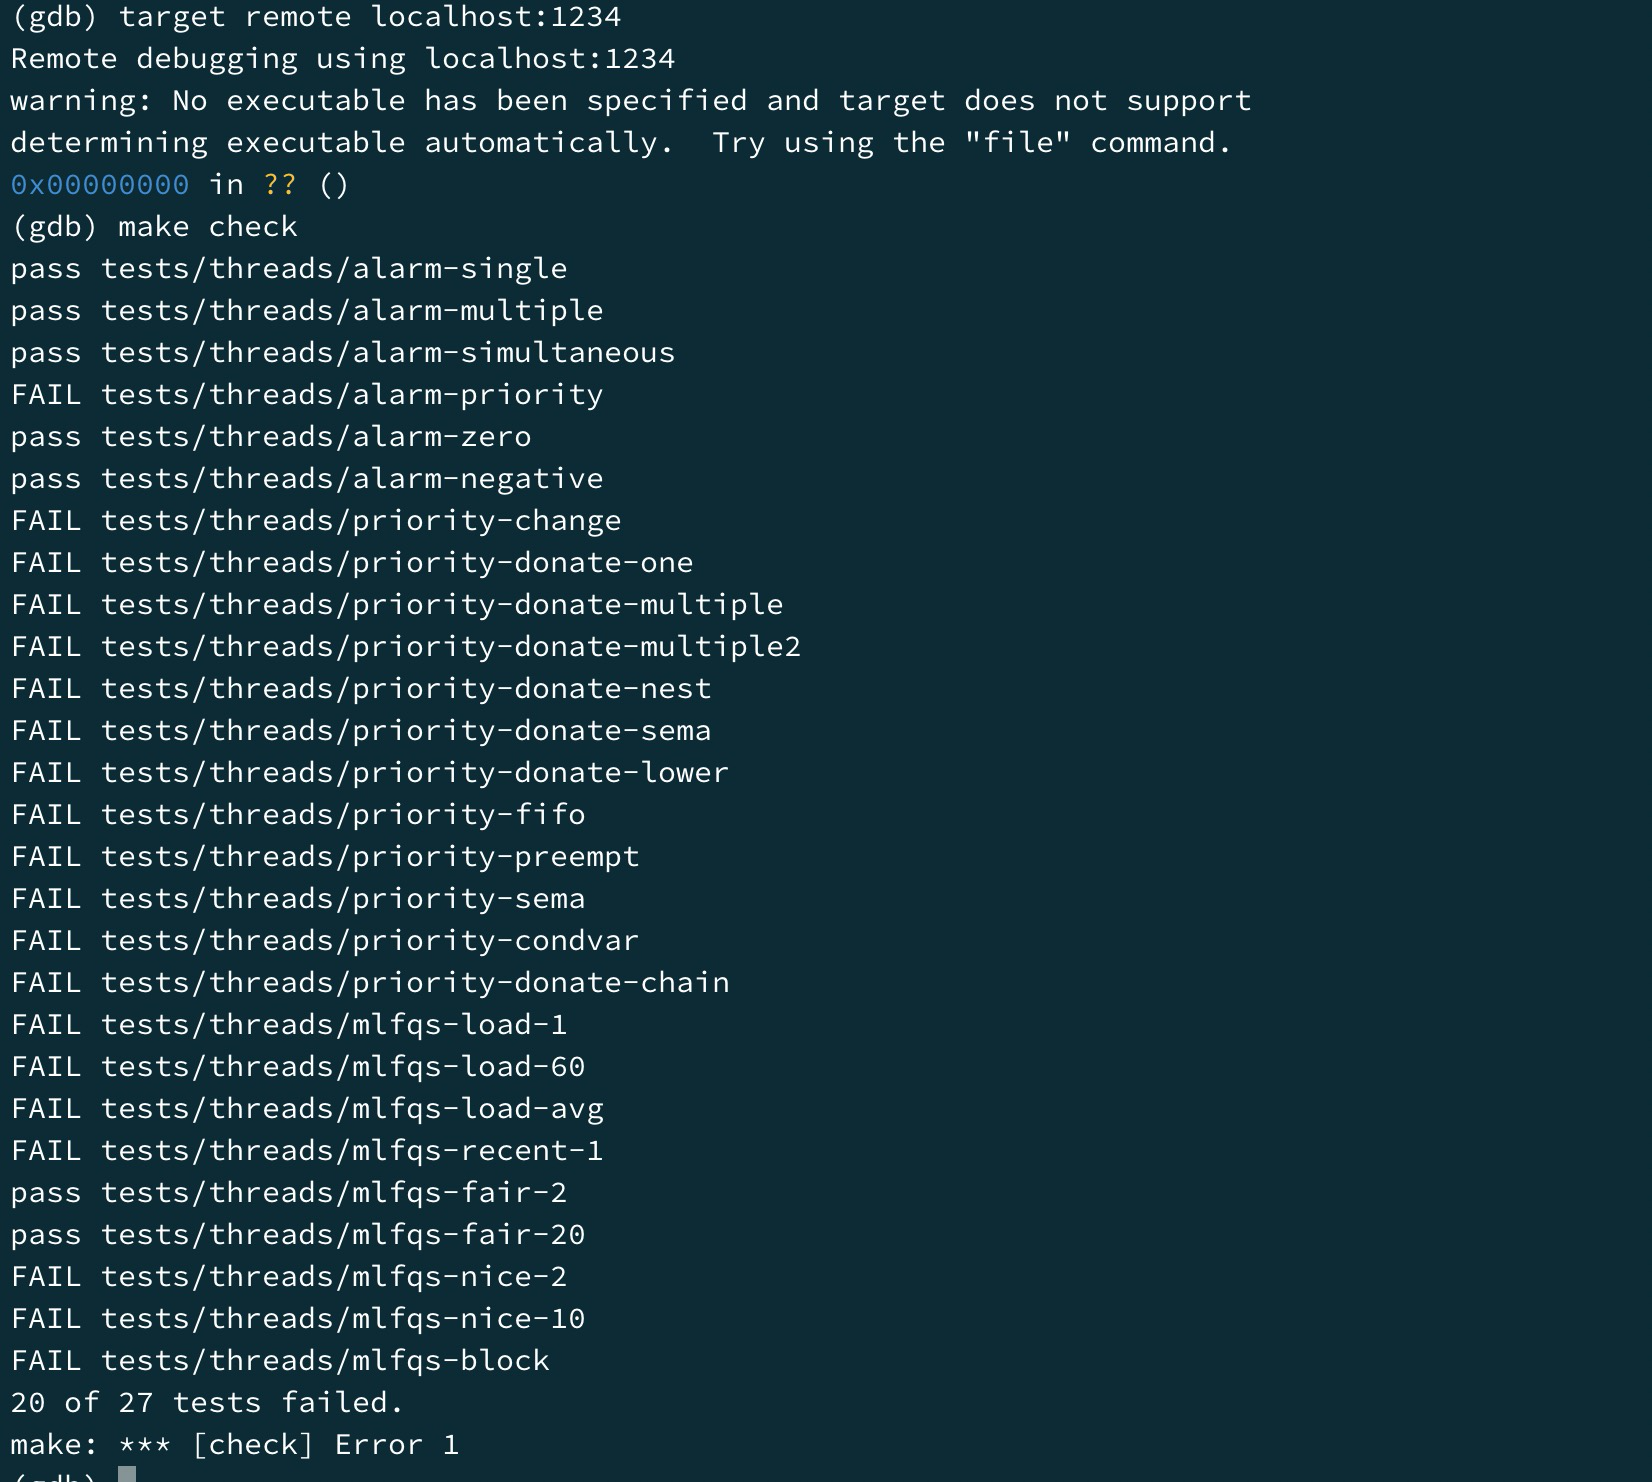 (gdb) target remote localhost:1234
Remote debugging using localhost:1234
warning: No executable has been specified and target does not support
determining executable automatically.  Try using the "file" command.
0x00000000 in ?? ()
(gdb) make check
pass tests/threads/alarm-single
pass tests/threads/alarm-multiple
pass tests/threads/alarm-simultaneous
FAIL tests/threads/alarm-priority
pass tests/threads/alarm-zero
pass tests/threads/alarm-negative
FAIL tests/threads/priority-change
FAIL tests/threads/priority-donate-one
FAIL tests/threads/priority-donate-multiple
FAIL tests/threads/priority-donate-multiple2
FAIL tests/threads/priority-donate-nest
FAIL tests/threads/priority-donate-sema
FAIL tests/threads/priority-donate-lower
FAIL tests/threads/priority-fifo
FAIL tests/threads/priority-preempt
FAIL tests/threads/priority-sema
FAIL tests/threads/priority-condvar
FAIL tests/threads/priority-donate-chain
FAIL tests/threads/mlfqs-load-1
FAIL tests/threads/mlfqs-load-60
FAIL tests/threads/mlfqs-load-avg
FAIL tests/threads/mlfqs-recent-1
pass tests/threads/mlfqs-fair-2
pass tests/threads/mlfqs-fair-20
FAIL tests/threads/mlfqs-nice-2
FAIL tests/threads/mlfqs-nice-10
FAIL tests/threads/mlfqs-block
20 of 27 tests failed.
make: *** [check] Error 1
(gdb)